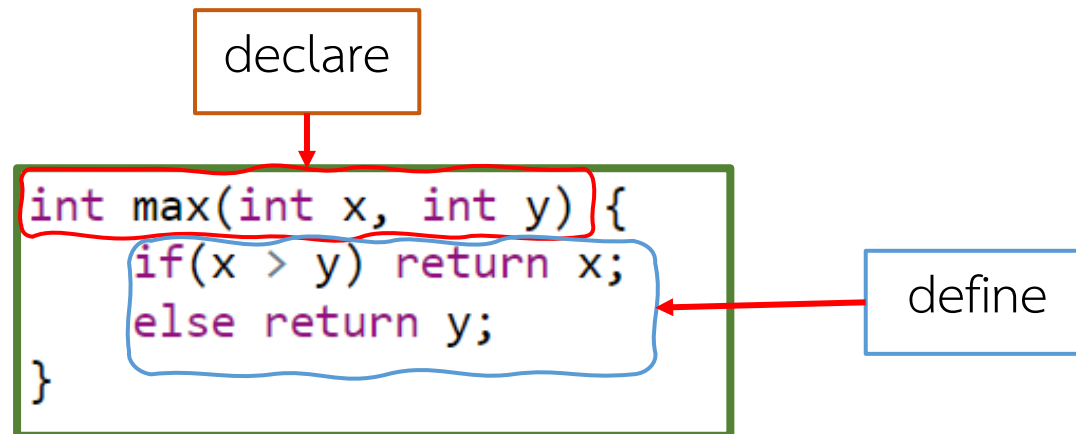 declare
int max(int x, int y) {
if(x > y) return x;
else return y;
}
define